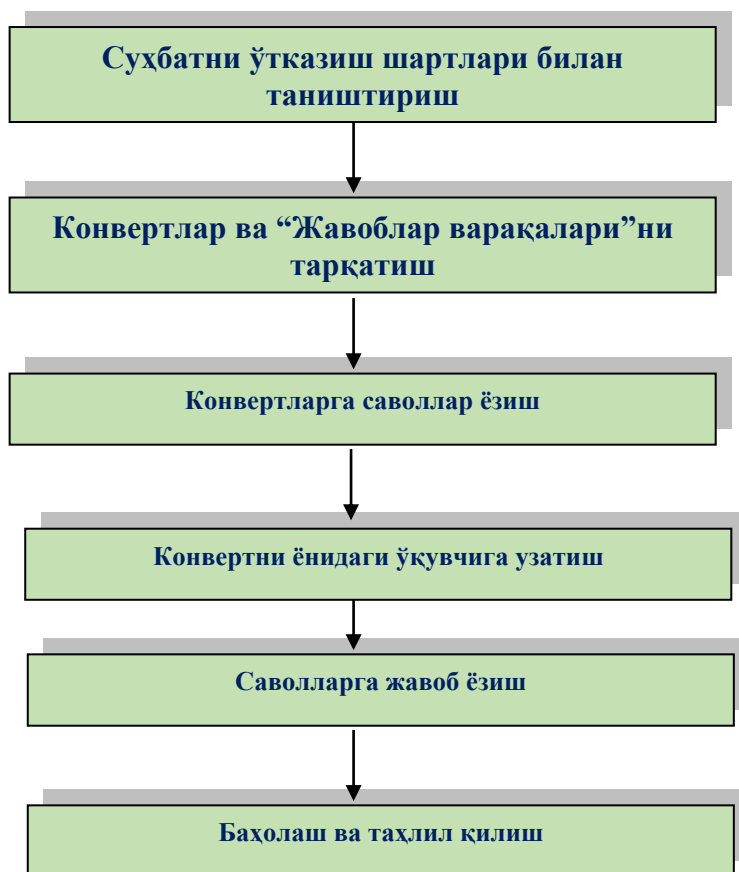 Суҳбатни ўтказиш шартлари билан
таништириш
Конвертлар ва “Жавоблар варақалари”ни
тарқатиш
Конвертларга саволлар ёзиш
Конвертни ёнидаги ўқувчига узатиш
Саволларга жавоб ёзиш
Баҳолаш ва таҳлил қилиш